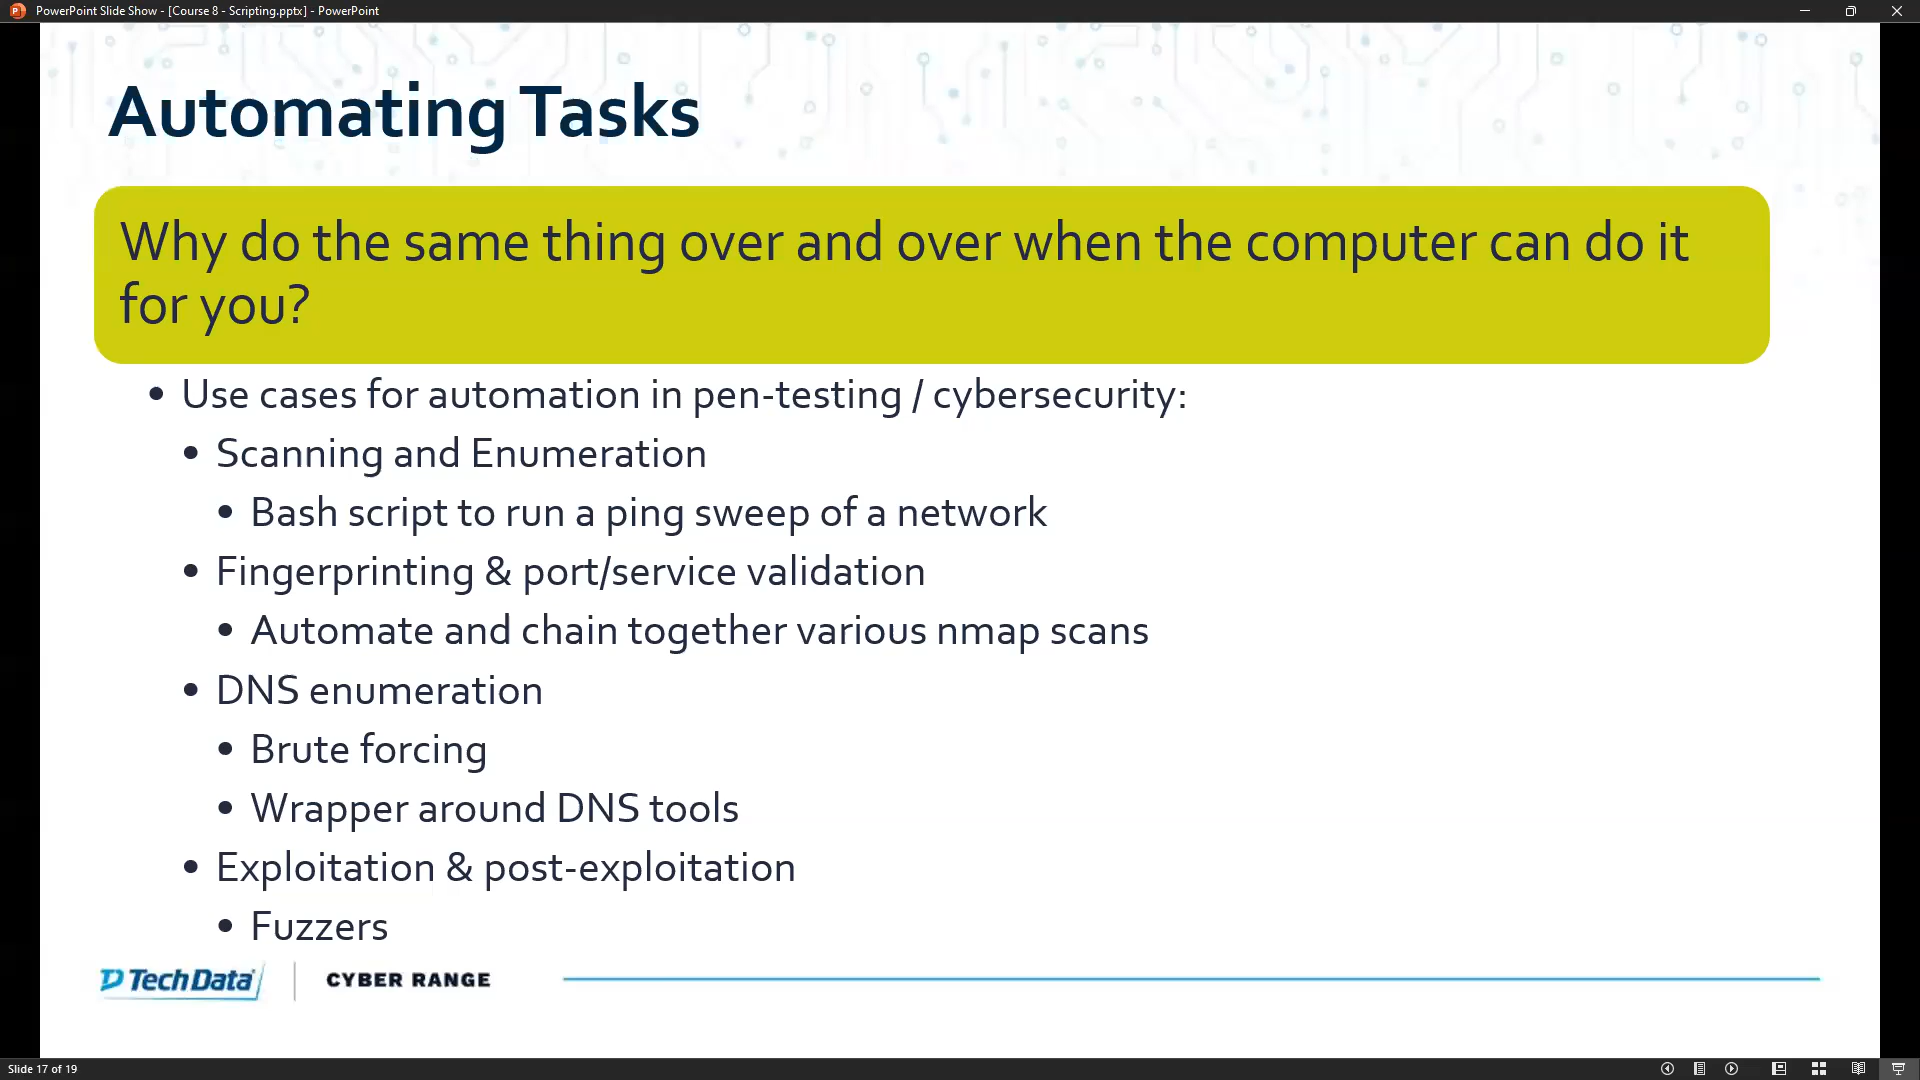 PowerPoint Slide Show - [Course 8 - Scripting.pptx] - PowerPoint
Automating Tasks
Why do the same thing over and over when the computer can do it
for you?
• Use cases for automation in pen-testing / cybersecurity:
• Scanning and Enumeration
• Bash script to run a ping sweep of a network
• Fingerprinting & port/service validation
• Automate and chain together various nmap scans
• DNS enumeration
• Brute forcing
• Wrapper around DNS tools
• Exploitation & post-exploitation
• Fuzzers
Tech Data
CYBER RANGE
Slide 17 of 19